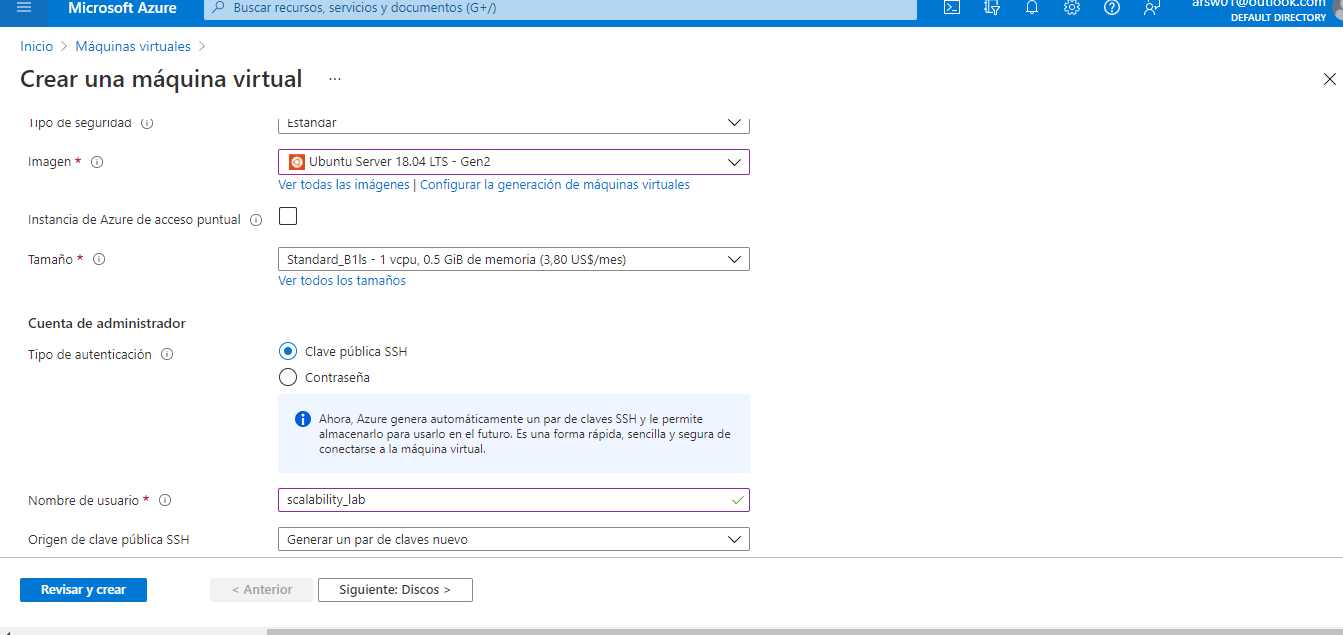 Microsoft Azure
Buscar recursos, servicios y documentos (G+/)
arsw01@outlook.com
DEFAULT DIRECTORY
Inicio > Máquinas virtuales >
Crear una máquina virtual ...
Tipo de seguridad
Estándar
Imagen *
Ubuntu Server 18.04 LTS - Gen2
Ver todas las imágenes | Configurar la generación de máquinas virtuales
Instancia de Azure de acceso puntual
Tamaño *
Standard_B1ls - 1 vcpu, 0.5 GiB de memoria (3,80 US$/mes)
Ver todos los tamaños
Cuenta de administrador
Tipo de autenticación
Clave pública SSH
Contraseña
Ahora, Azure genera automáticamente un par de claves SSH y le permite
almacenarlo para usarlo en el futuro. Es una forma rápida, sencilla y segura de
conectarse a la máquina virtual.
Nombre de usuario *
scalability_lab
Origen de clave pública SSH
Generar un par de claves nuevo
Revisar y crear
< Anterior
Siguiente: Discos >